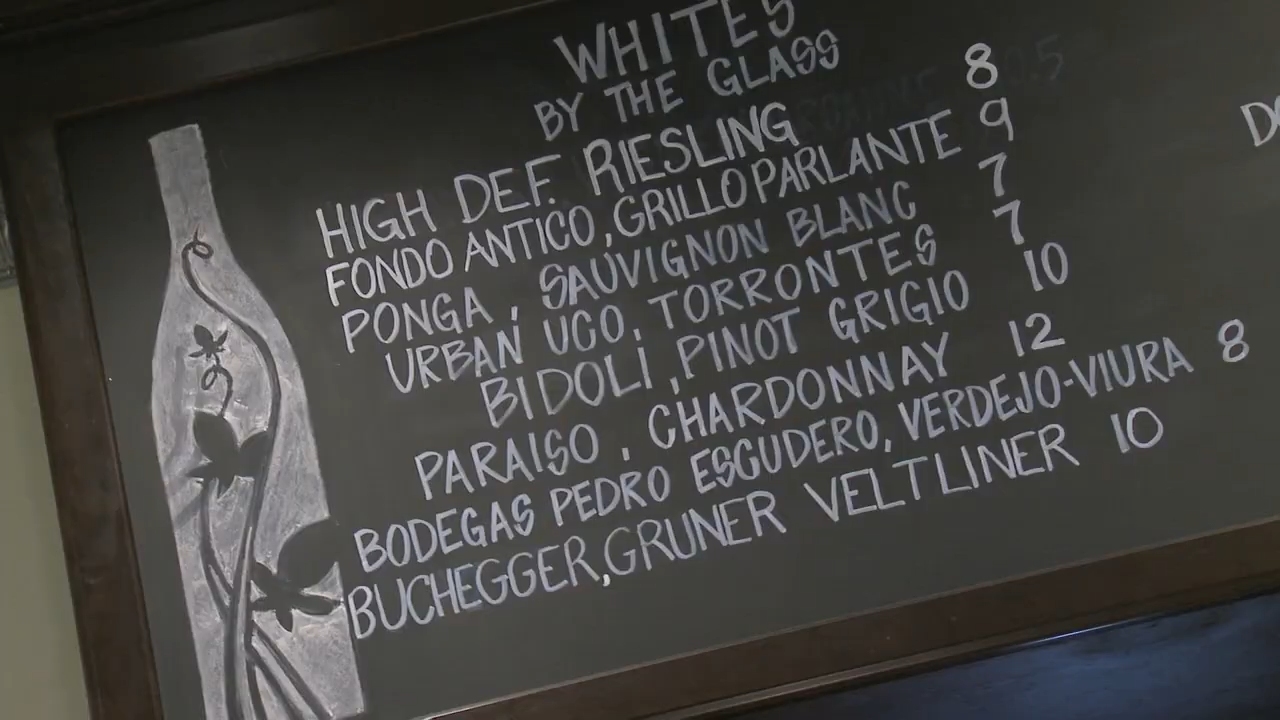 WHITES
BY THE GLASS
HIGH DEF. RIESLING 8
FONDO ANTICO, GRILLO PARLANTE 9
PONGA, SAUVIGNON BLANC 7
URBAN UCO, TORRONTES 7
BIDOLI, PINOT GRIGIO 10
PARAISO, CHARDONNAY 12
BODEGAS PEDRO ESCUDERO, VERDEJO-VIURA 8
BUCHEGGER, GRUNER VELTLINER 10